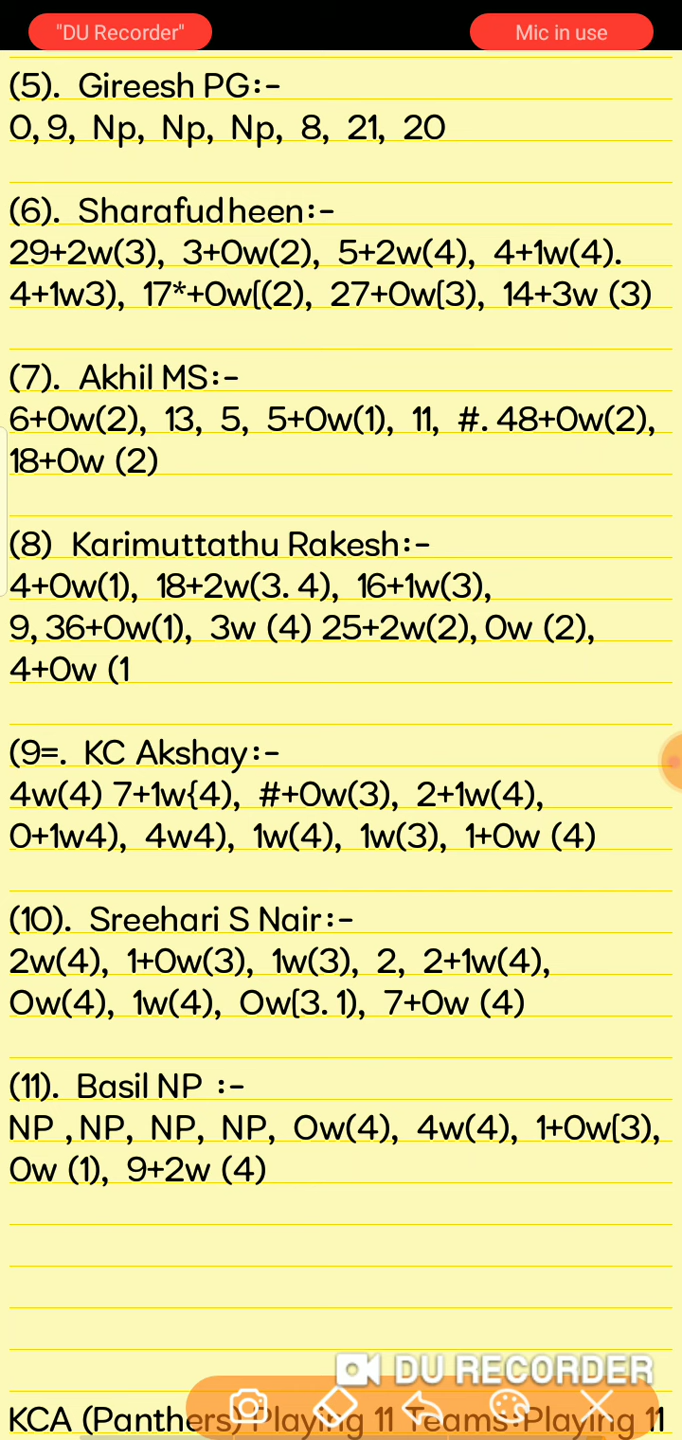 "DU Recorder" Mic in use
(5). Gireesh PG:-
0,9, Np, Np, Np, 8, 21, 20
(6). Sharafudheen:-
29+2w(3), 3+0w(2), 5+2w(4), 4+1w(4).
4+1w3), 17*+0w[(2), 27+0w[3), 14+3w (3)
(7). Akhil MS:-
6+0w(2), 13, 5, 5+0w(1), 11, #. 48+0w(2),
18+0w (2)
(8) Karimuttathu Rakesh:-
4+0w(1), 18+2w(3. 4), 16+1w(3),
9, 36+0w(1), 3w (4) 25+2w(2), 0w (2),
4+0w (1
(9=. KC Akshay:-
4w(4) 7+1w{4), #+0w(3), 2+1w(4),
0+1w4), 4w4), 1w(4), 1w(3), 1+0w (4)
(10). Sreehari S Nair:-
2w(4), 1+0w(3), 1w(3), 2, 2+1w(4),
0w(4), 1w(4), 0w[3. 1), 7+0w (4)
(11). Basil NP :-
NP ,NP, NP, NP, 0w(4), 4w(4), 1+0w[3),
0w (1), 9+2w (4)
DU RECORDER
KCA (Panthers) Playing 11 Teams:Playing 11